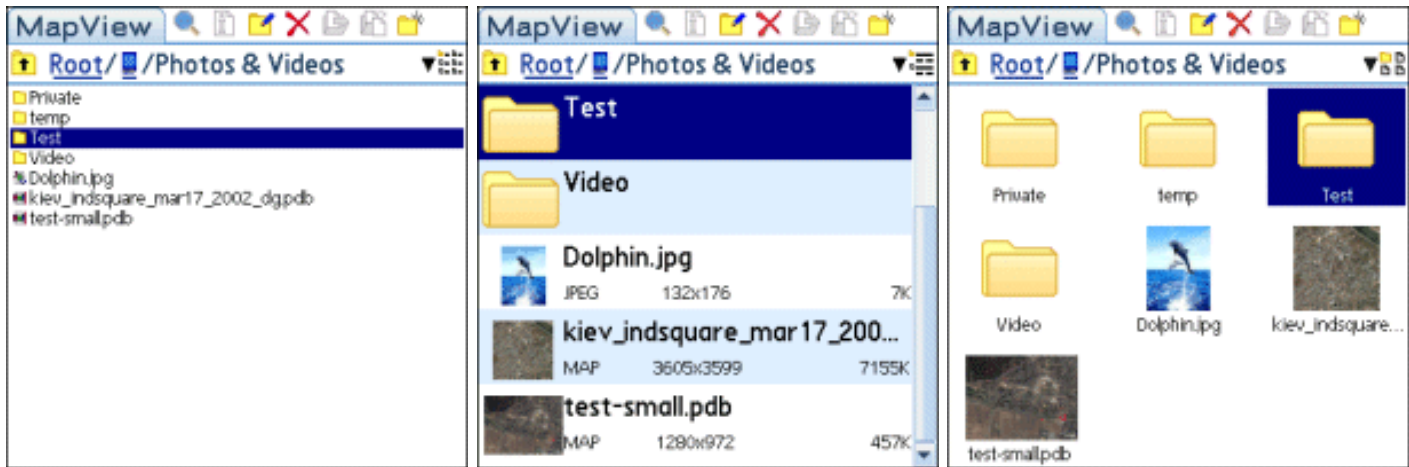 MapView
Root/ /Photos & Videos
Private
temp
Test
Video
Dolphin.jpg
kiev_indsquare_mar17_2002_dg.pdb
test-small.pdb
MapView
Root/ /Photos & Videos
Test
Video
Dolphin.jpg
JPEG 132x176 7K
kiev_indsquare_mar17_200...
MAP 3605x3599 7155K
test-small.pdb
MAP 1280x972 457K
MapView
Root/ /Photos & Videos
Private temp Test
Video Dolphin.jpg kiev_indsquare...
test-small.pdb